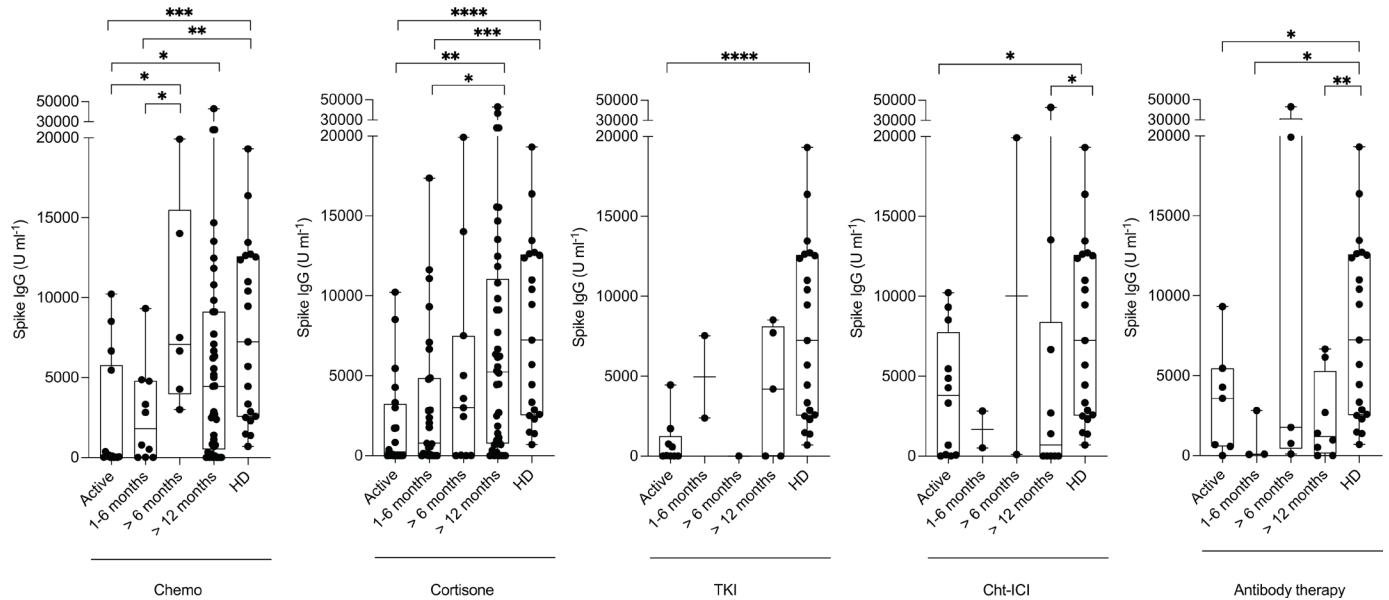 ***
**
*
*
*
50000
30000
20000
15000
10000
5000
0
Spike IgG (U ml-1)
Active
1-6 months
> 6 months
> 12 months
HD
Chemo
****
***
**
*
50000
30000
20000
15000
10000
5000
0
Spike IgG (U ml-1)
Active
1-6 months
> 6 months
> 12 months
HD
Cortisone
****
50000
30000
20000
15000
10000
5000
0
Spike IgG (U ml-1)
Active
1-6 months
> 6 months
> 12 months
HD
TKI
*
*
50000
30000
20000
15000
10000
5000
0
Spike IgG (U ml-1)
Active
1-6 months
> 6 months
> 12 months
HD
Cht-ICI
*
*
**
50000
30000
20000
15000
10000
5000
0
Spike IgG (U ml-1)
Active
1-6 months
> 6 months
> 12 months
HD
Antibody therapy